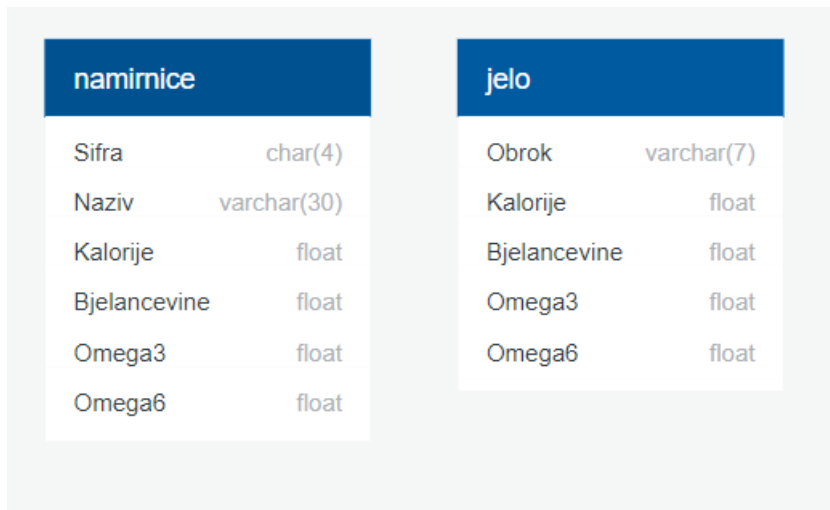 namirnice
Sifra char(4)
Naziv varchar(30)
Kalorije float
Bjelancevine float
Omega3 float
Omega6 float
jelo
Obrok varchar(7)
Kalorije float
Bjelancevine float
Omega3 float
Omega6 float